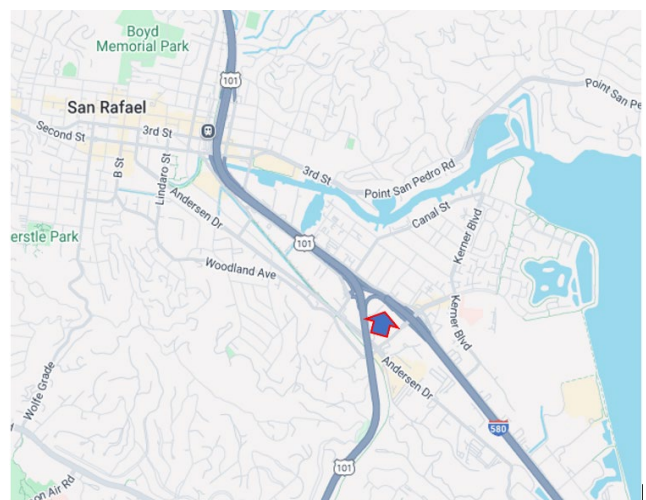 Boyd
Memorial Park
101
San Rafael
Second St
3rd St
B St
Lindaro St
3rd St
Point San Pedro Rd
Point San Pe
Andersen Dr
Canal St
Kerner Blvd
erstle Park
101
Woodland Ave
Kerner Blvd
Andersen Dr
Wolfe Grade
580
101
on Air Rd